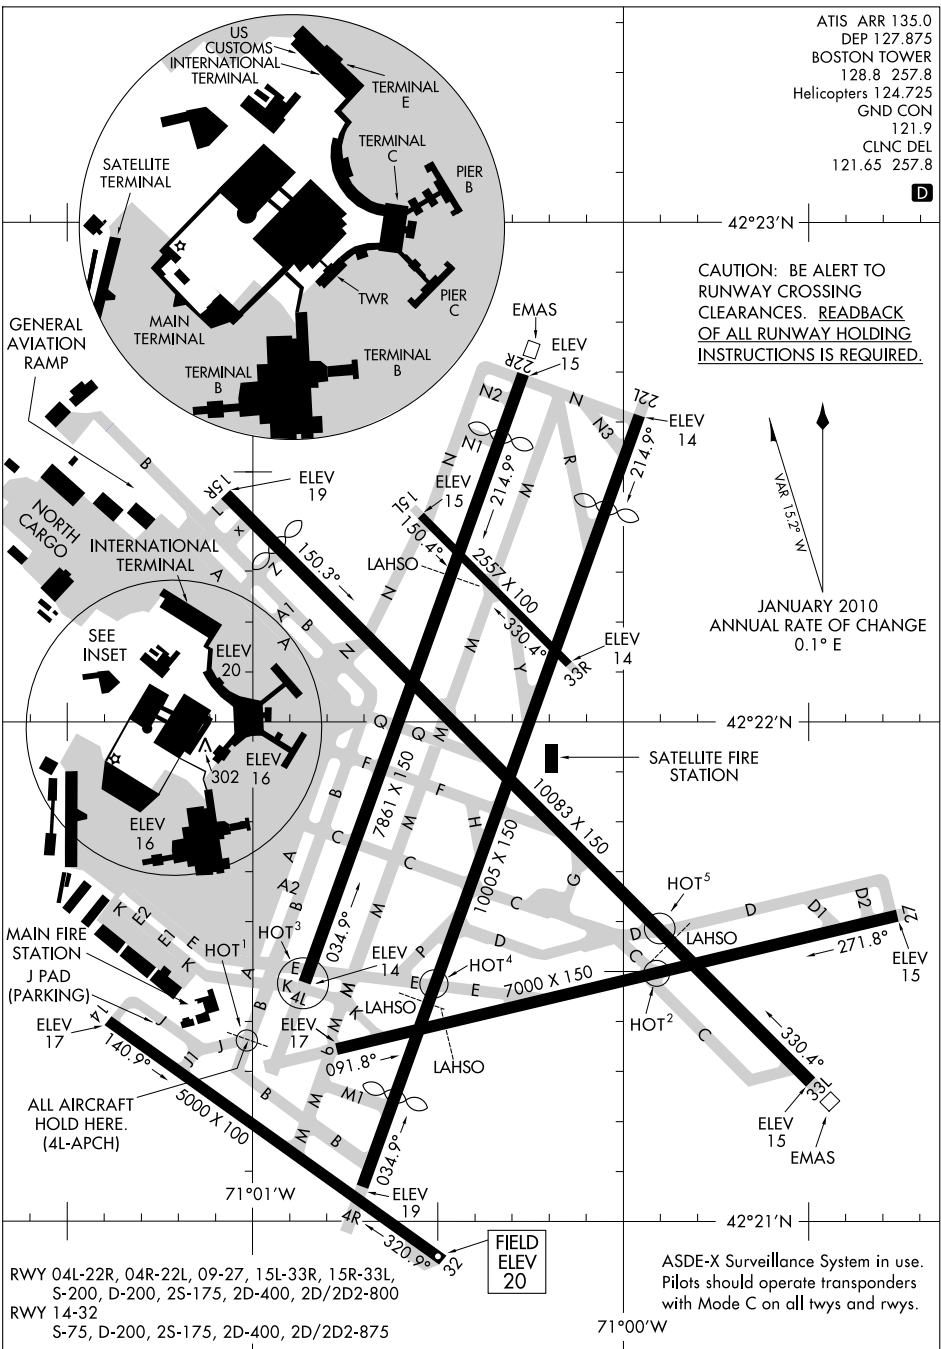 ATIS ARR 135.0
DEP 127.875
BOSTON TOWER
128.8 257.8
Helicopters 124.725
GND CON
121.9
CLNC DEL
121.65 257.8
D
US
CUSTOMS
INTERNATIONAL
TERMINAL
TERMINAL
E
TERMINAL
C
PIER
B
SATELLITE
TERMINAL
MAIN
TERMINAL
TWR
PIER
C
TERMINAL
B
TERMINAL
B
42°23'N
CAUTION: BE ALERT TO
RUNWAY CROSSING
CLEARANCES. READBACK
OF ALL RUNWAY HOLDING
INSTRUCTIONS IS REQUIRED.
GENERAL
AVIATION
RAMP
EMAS
22R
ELEV
15
22L
ELEV
14
N2
N
N3
N1
N
R
M
214.9°
214.9°
VAR 15.2° W
JANUARY 2010
ANNUAL RATE OF CHANGE
0.1° E
B
15R
ELEV
19
L
X
ELEV
15
15L
150.4°
NORTH
CARGO
INTERNATIONAL
TERMINAL
A
N
150.3°
LAHSO
2557 X 100
330.4°
A1
B
A
N
N
M
Y
33R
ELEV
14
SEE
INSET
ELEV
20
ELEV
16
302
ELEV
16
42°22'N
Q
Q
M
F
F
SATELLITE FIRE
STATION
7861 X 150
10083 X 150
10005 X 150
B
C
M
C
H
G
C
A
A2
B
M
HOT5
D
D
D1
D2
27
K
E2
E1
E
K
MAIN FIRE
STATION
J PAD
(PARKING)
HOT1
HOT3
034.9°
P
D
LAHSO
271.8°
ELEV
15
A
B
E
K
4L
ELEV
14
M
M
E
HOT4
E
7000 X 150
C
LAHSO
HOT2
ELEV
17
14
J
J1
J
ELEV
17
9
M
M
K
091.8°
LAHSO
C
330.4°
33L
140.9°
5000 X 100
ALL AIRCRAFT
HOLD HERE.
(4L-APCH)
B
M
M1
M
B
034.9°
ELEV
15
EMAS
71°01'W
ELEV
19
4R
320.9°
32
42°21'N
FIELD
ELEV
20
RWY 04L-22R, 04R-22L, 09-27, 15L-33R, 15R-33L,
S-200, D-200, 2S-175, 2D-400, 2D/2D2-800
RWY 14-32
S-75, D-200, 2S-175, 2D-400, 2D/2D2-875
ASDE-X Surveillance System in use.
Pilots should operate transponders
with Mode C on all twys and rwys.
71°00'W